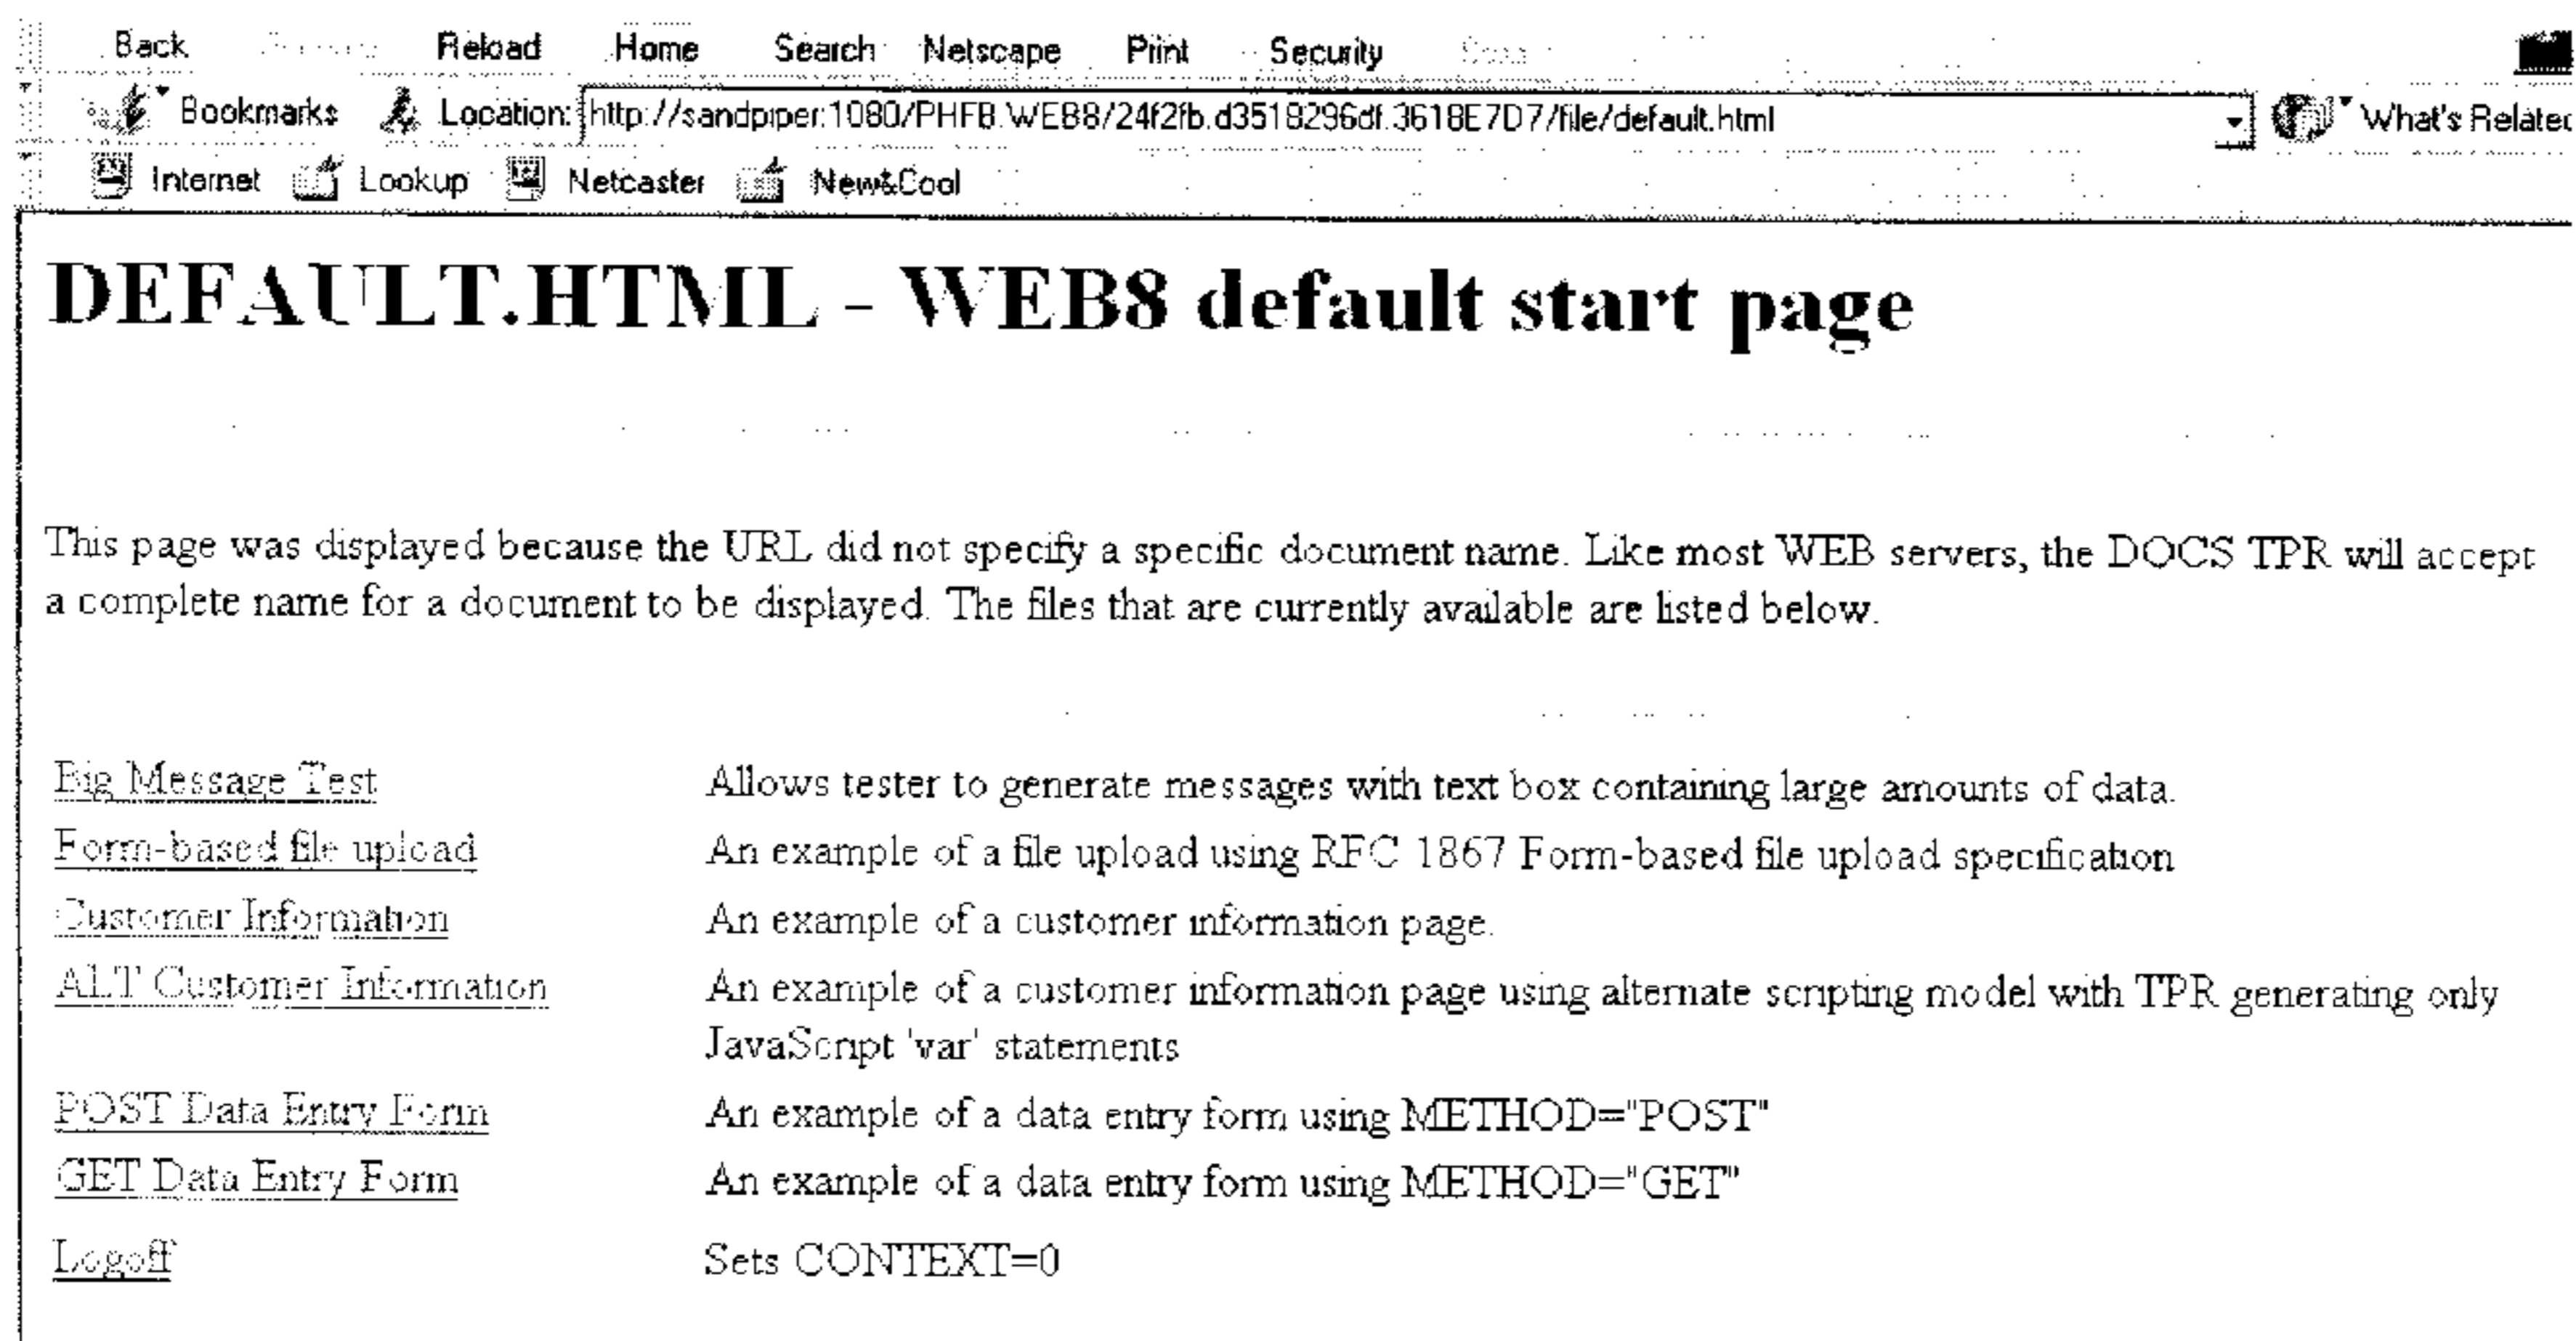 Back Reload Home Search Netscape Print Security
Bookmarks Location: http://sandpiper:1080/PHFB.WEB8/24f2fb.d3518296df.3618E7D7/file/default.html What's Relatec
Internet Lookup Netcaster New&Cool
DEFAULT.HTML - WEB8 default start page
This page was displayed because the URL did not specify a specific document name. Like most WEB servers, the DOCS TPR will accept
a complete name for a document to be displayed. The files that are currently available are listed below.
Big Message Test Allows tester to generate messages with text box containing large amounts of data.
Form-based file upload An example of a file upload using RFC 1867 Form-based file upload specification
Customer Information An example of a customer information page.
ALT Customer Information An example of a customer information page using alternate scripting model with TPR generating only
JavaScript 'var' statements
POST Data Entry Form An example of a data entry form using METHOD="POST"
GET Data Entry Form An example of a data entry form using METHOD="GET"
Logoff Sets CONTEXT=0